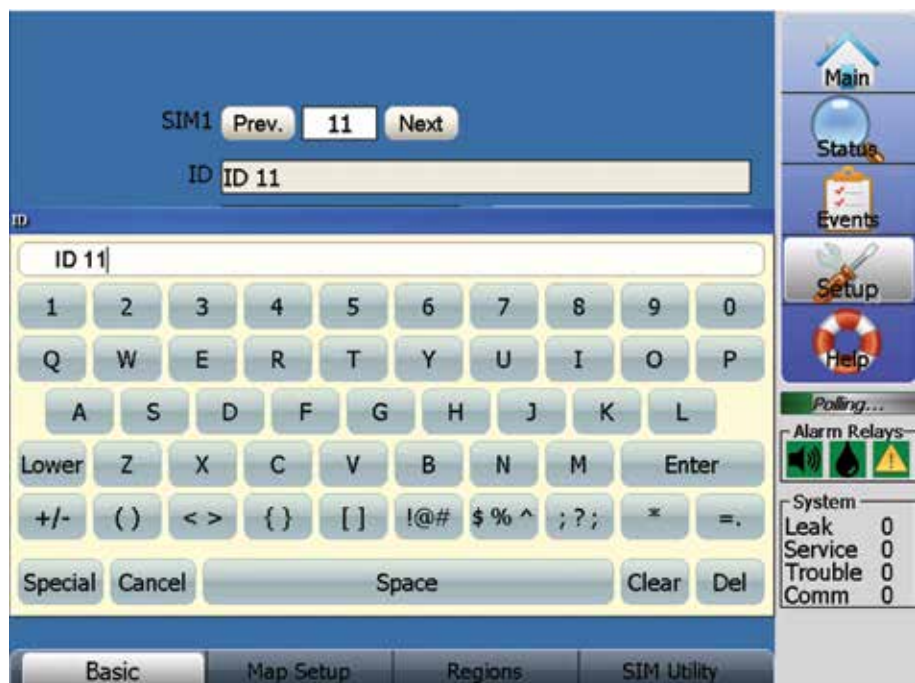 SIM1 Prev. 11 Next
ID ID 11
ID
ID 11
1 2 3 4 5 6 7 8 9 0
Q W E R T Y U I O P
A S D F G H J K L
Lower Z X C V B N M Enter
+/- ( ) < > { } [ ] !@# $ % ^ ; ? ; * =.
Special Cancel Space Clear Del
Basic Map Setup Regions SIM Utility
Main
Status
Events
Setup
Help
Polling...
Alarm Relays
System
Leak 0
Service 0
Trouble 0
Comm 0